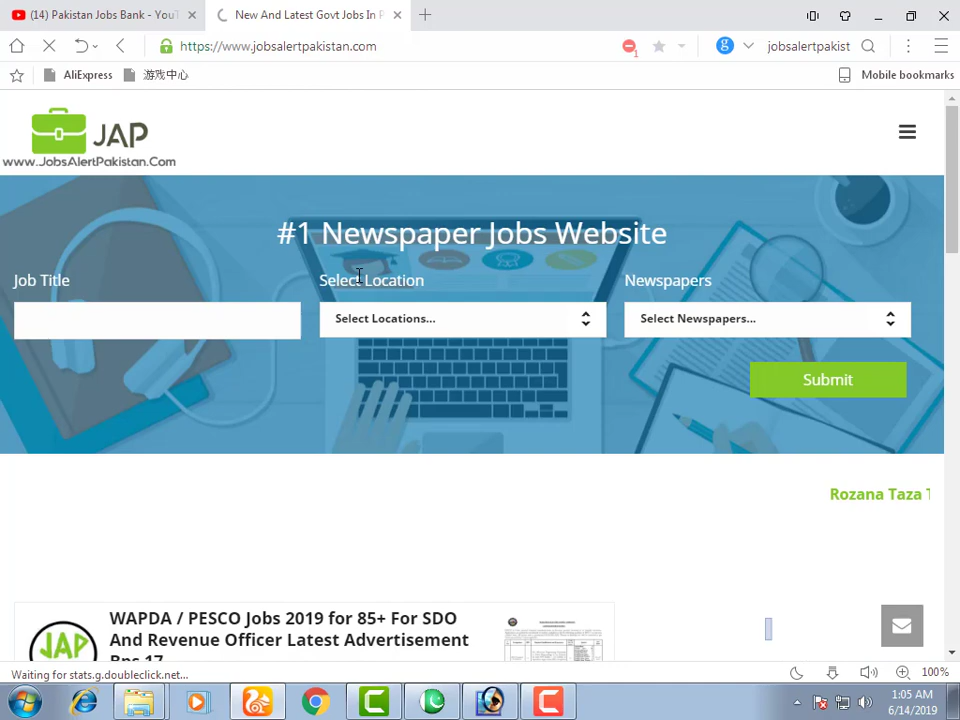 (14) Pakistan Jobs Bank - YouT
New And Latest Govt Jobs In P
https://www.jobsalertpakistan.com
1
g
jobsalertpakist
AliExpress
游戏中心
Mobile bookmarks
JAP
www.JobsAlertPakistan.Com
#1 Newspaper Jobs Website
Job Title
Select Location
Newspapers
Select Locations...
Select Newspapers...
Submit
Rozana Taza T
WAPDA / PESCO Jobs 2019 for 85+ For SDO
And Revenue Officer Latest Advertisement
Bps 17
JAP
Waiting for stats.g.doubleclick.net...
100%
1:05 AM
6/14/2019